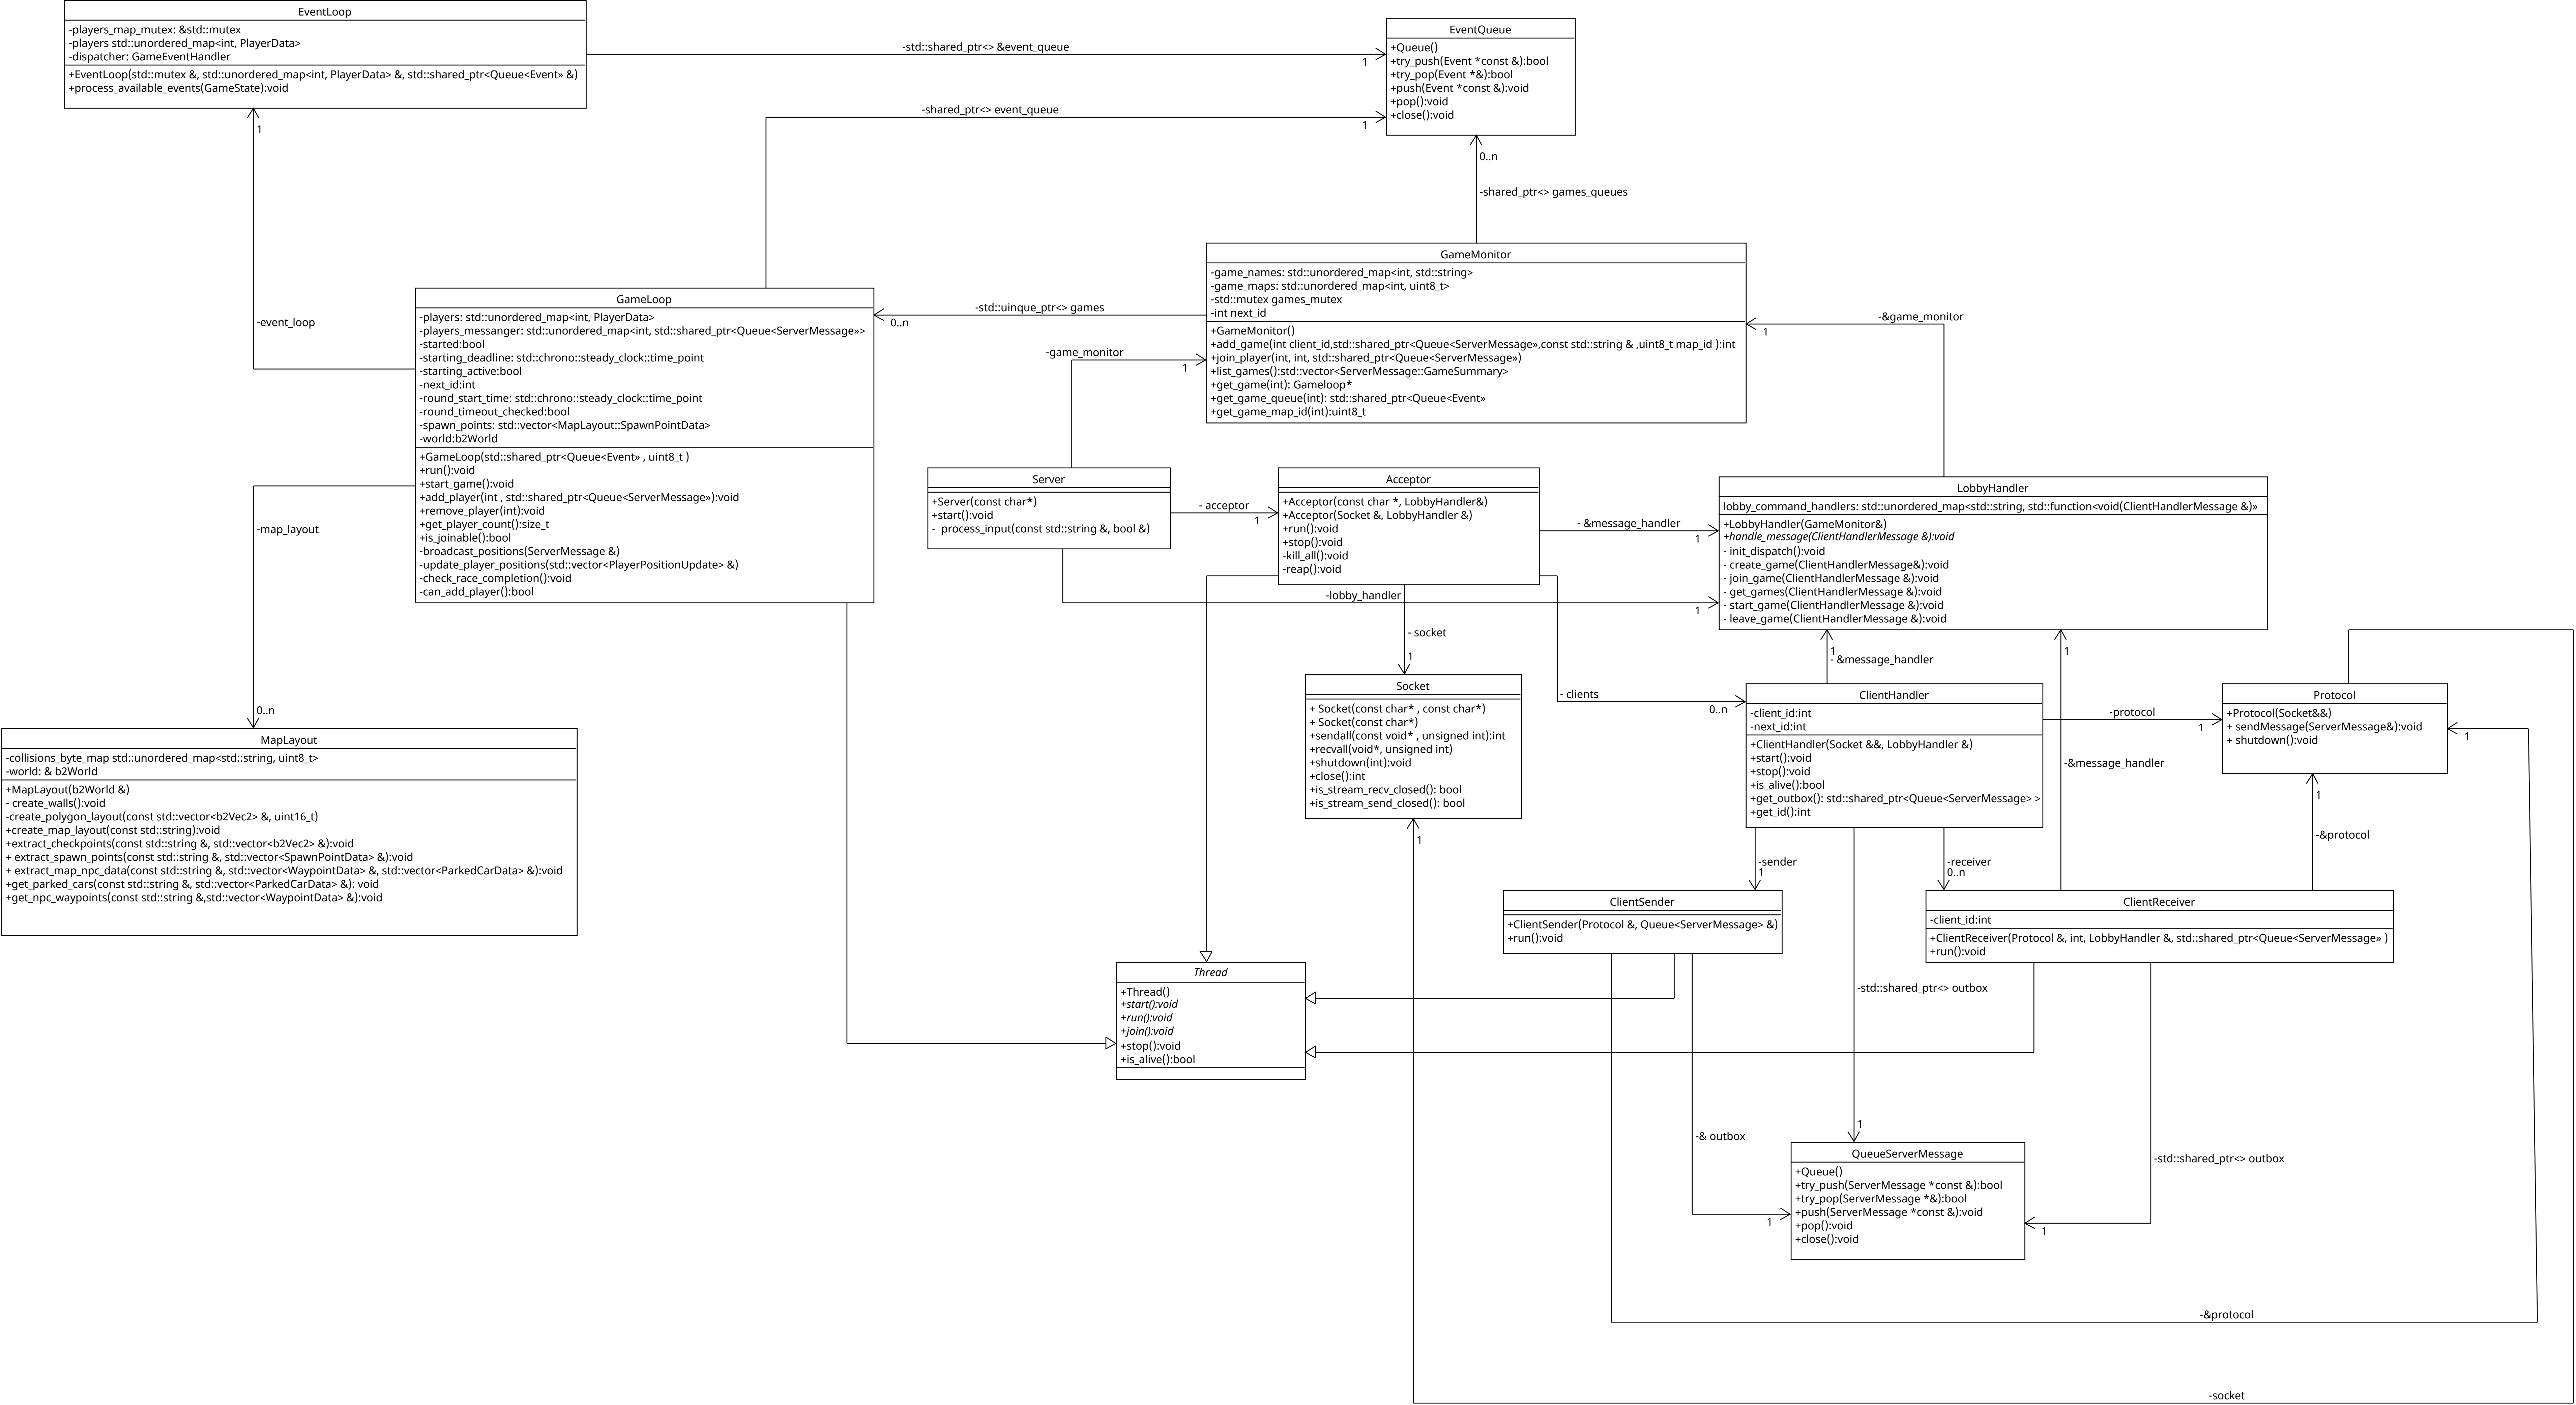 EventLoop
-players_map_mutex: &std::mutex
-players std::unordered_map<int, PlayerData>
-dispatcher: GameEventHandler
+EventLoop(std::mutex &, std::unordered_map<int, PlayerData> &, std::shared_ptr<Queue<Event» &)
+process_available_events(GameState):void
-std::shared_ptr<> &event_queue
1
EventQueue
+Queue()
+try_push(Event *const &):bool
+try_pop(Event *&):bool
+push(Event *const &):void
+pop():void
+close():void
-shared_ptr<> event_queue
1
1
0..n
-shared_ptr<> games_queues
GameMonitor
-game_names: std::unordered_map<int, std::string>
-game_maps: std::unordered_map<int, uint8_t>
-std::mutex games_mutex
-int next_id
+GameMonitor()
+add_game(int client_id,std::shared_ptr<Queue<ServerMessage»,const std::string & ,uint8_t map_id ):int
+join_player(int, int, std::shared_ptr<Queue<ServerMessage»)
+list_games():std::vector<ServerMessage::GameSummary>
+get_game(int): Gameloop*
+get_game_queue(int): std::shared_ptr<Queue<Event»
+get_game_map_id(int):uint8_t
GameLoop
-players: std::unordered_map<int, PlayerData>
-players_messanger: std::unordered_map<int, std::shared_ptr<Queue<ServerMessage»>
-started:bool
-starting_deadline: std::chrono::steady_clock::time_point
-starting_active:bool
-next_id:int
-round_start_time: std::chrono::steady_clock::time_point
-round_timeout_checked:bool
-spawn_points: std::vector<MapLayout::SpawnPointData>
-world:b2World
+GameLoop(std::shared_ptr<Queue<Event» , uint8_t )
+run():void
+start_game():void
+add_player(int , std::shared_ptr<Queue<ServerMessage»):void
+remove_player(int):void
+get_player_count():size_t
+is_joinable():bool
-broadcast_positions(ServerMessage &)
-update_player_positions(std::vector<PlayerPositionUpdate> &)
-check_race_completion():void
-can_add_player():bool
-std::uinque_ptr<> games
0..n
-&game_monitor
1
-event_loop
-game_monitor
1
Server
+Server(const char*)
+start():void
-  process_input(const std::string &, bool &)
- acceptor
1
Acceptor
+Acceptor(const char *, LobbyHandler&)
+Acceptor(Socket &, LobbyHandler &)
+run():void
+stop():void
-kill_all():void
-reap():void
- &message_handler
1
LobbyHandler
lobby_command_handlers: std::unordered_map<std::string, std::function<void(ClientHandlerMessage &)»
+LobbyHandler(GameMonitor&)
+handle_message(ClientHandlerMessage &):void
- init_dispatch():void
- create_game(ClientHandlerMessage&):void
- join_game(ClientHandlerMessage &):void
- get_games(ClientHandlerMessage &):void
- start_game(ClientHandlerMessage &):void
- leave_game(ClientHandlerMessage &):void
-map_layout
-lobby_handler
1
- socket
1
1
- &message_handler
1
Socket
+ Socket(const char* , const char*)
+ Socket(const char*)
+sendall(const void* , unsigned int):int
+recvall(void*, unsigned int)
+shutdown(int):void
+close():int
+is_stream_recv_closed(): bool
+is_stream_send_closed(): bool
- clients
0..n
ClientHandler
-client_id:int
-next_id:int
+ClientHandler(Socket &&, LobbyHandler &)
+start():void
+stop():void
+is_alive():bool
+get_outbox(): std::shared_ptr<Queue<ServerMessage> >
+get_id():int
-protocol
1
Protocol
+Protocol(Socket&&)
+ sendMessage(ServerMessage&):void
+ shutdown():void
1
0..n
MapLayout
-collisions_byte_map std::unordered_map<std::string, uint8_t>
-world: & b2World
+MapLayout(b2World &)
- create_walls():void
-create_polygon_layout(const std::vector<b2Vec2> &, uint16_t)
+create_map_layout(const std::string):void
+extract_checkpoints(const std::string &, std::vector<b2Vec2> &):void
+ extract_spawn_points(const std::string &, std::vector<SpawnPointData> &):void
+ extract_map_npc_data(const std::string &, std::vector<WaypointData> &, std::vector<ParkedCarData> &):void
+get_parked_cars(const std::string &, std::vector<ParkedCarData> &): void
+get_npc_waypoints(const std::string &,std::vector<WaypointData> &):void
-&message_handler
1
1
-&protocol
-sender
1
-receiver
0..n
ClientSender
+ClientSender(Protocol &, Queue<ServerMessage> &)
+run():void
ClientReceiver
-client_id:int
+ClientReceiver(Protocol &, int, LobbyHandler &, std::shared_ptr<Queue<ServerMessage» )
+run():void
Thread
+Thread()
+start():void
+run():void
+join():void
+stop():void
+is_alive():bool
-std::shared_ptr<> outbox
1
-& outbox
1
-std::shared_ptr<> outbox
1
QueueServerMessage
+Queue()
+try_push(ServerMessage *const &):bool
+try_pop(ServerMessage *&):bool
+push(ServerMessage *const &):void
+pop():void
+close():void
-&protocol
-socket